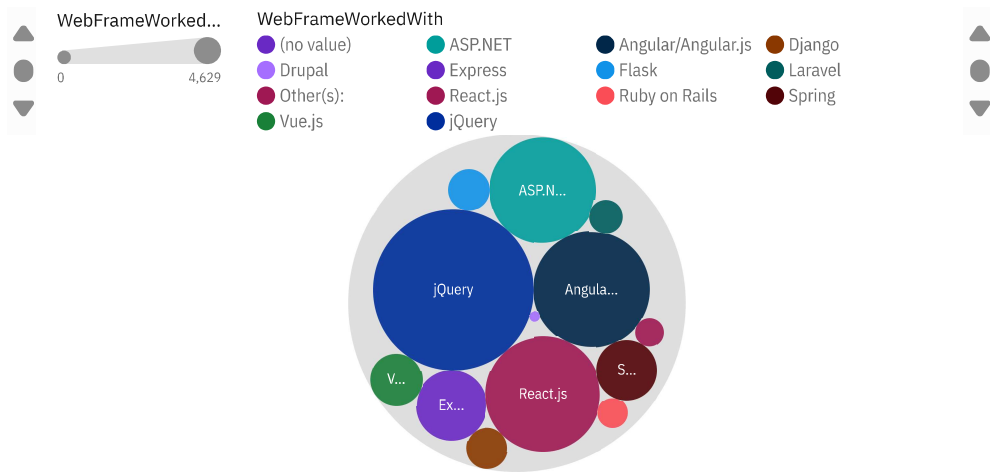 WebFrameWorked...
0 4,629
WebFrameWorkedWith
(no value) ASP.NET Angular/Angular.js Django
Drupal Express Flask Laravel
Other(s): React.js Ruby on Rails Spring
Vue.js jQuery
ASP.N...
jQuery Angula...
S...
V... React.js
Ex...